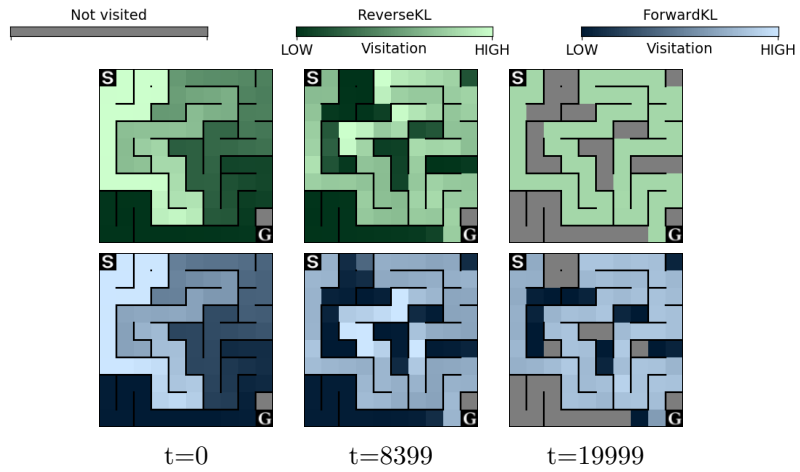 Not visited ReverseKL ForwardKL
LOW Visitation HIGH LOW Visitation HIGH
S S S
G G G
S S S
G G G
t=0 t=8399 t=19999